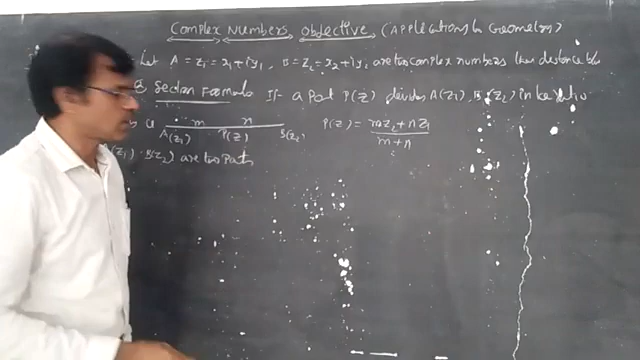 Complex Numbers Objective (Applications to Geometry)
Let A = z₁ = x₁+iy₁, B = z₂ = x₂+iy₂ are two complex numbers then distance b/w
② Section Formula If a Point P(z) divides A(z₁), B(z₂) in the ratio
m n
A(z₁) P(z) B(z₂) P(z) = mz₂+nz₁ / m+n
(z₁) B(z₂) are two Points